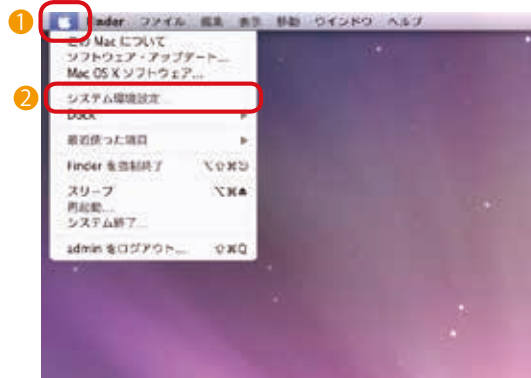 1
Finder ファイル 編集 表示 移動 ウインドウ ヘルプ
この Mac について
ソフトウェア・アップデート...
Mac OS X ソフトウェア...
2
システム環境設定...
Dock
最近使った項目
Finder を強制終了 ⌥⇧⌘⎋
スリープ ⌥⌘⏏
再起動...
システム終了...
admin をログアウト... ⇧⌘Q